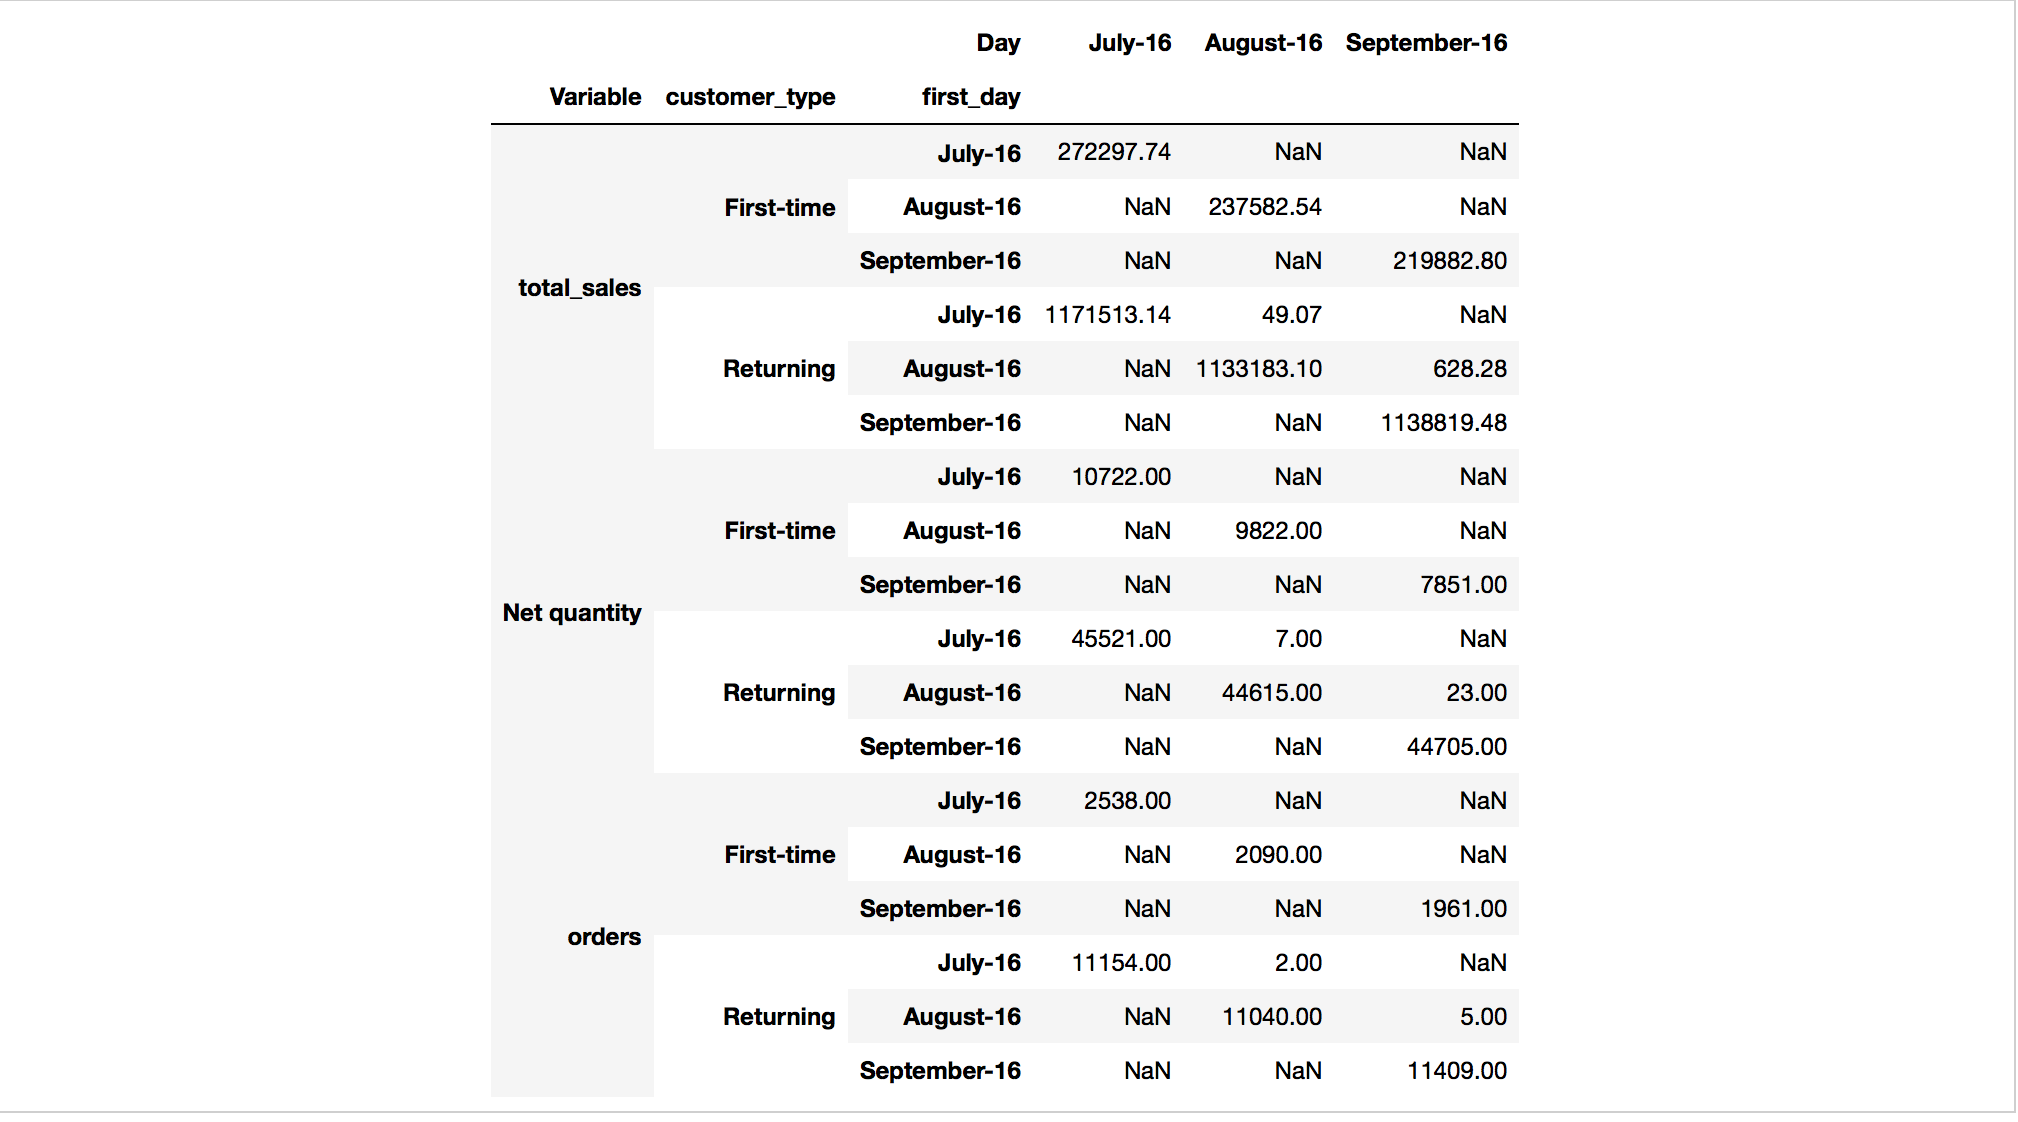 Day July-16 August-16 September-16
Variable customer_type first_day
total_sales First-time July-16 272297.74 NaN NaN
August-16 NaN 237582.54 NaN
September-16 NaN NaN 219882.80
Returning July-16 1171513.14 49.07 NaN
August-16 NaN 1133183.10 628.28
September-16 NaN NaN 1138819.48
Net quantity First-time July-16 10722.00 NaN NaN
August-16 NaN 9822.00 NaN
September-16 NaN NaN 7851.00
Returning July-16 45521.00 7.00 NaN
August-16 NaN 44615.00 23.00
September-16 NaN NaN 44705.00
orders First-time July-16 2538.00 NaN NaN
August-16 NaN 2090.00 NaN
September-16 NaN NaN 1961.00
Returning July-16 11154.00 2.00 NaN
August-16 NaN 11040.00 5.00
September-16 NaN NaN 11409.00